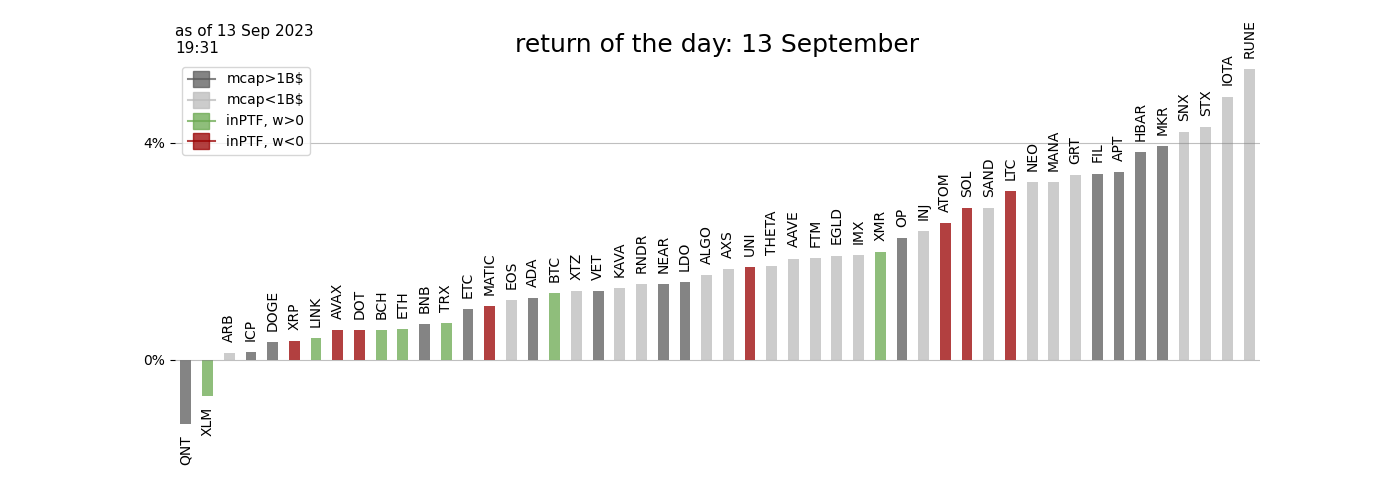 as of 13 Sep 2023
19:31
return of the day: 13 September
mcap>1B$
mcap<1B$
inPTF, w>0
inPTF, w<0
4%
0%
QNT
XLM
ARB
ICP
DOGE
XRP
LINK
AVAX
DOT
BCH
ETH
BNB
TRX
ETC
MATIC
EOS
ADA
BTC
XTZ
VET
KAVA
RNDR
NEAR
LDO
ALGO
AXS
UNI
THETA
AAVE
FTM
EGLD
IMX
XMR
OP
INJ
ATOM
SOL
SAND
LTC
NEO
MANA
GRT
FIL
APT
HBAR
MKR
SNX
STX
IOTA
RUNE